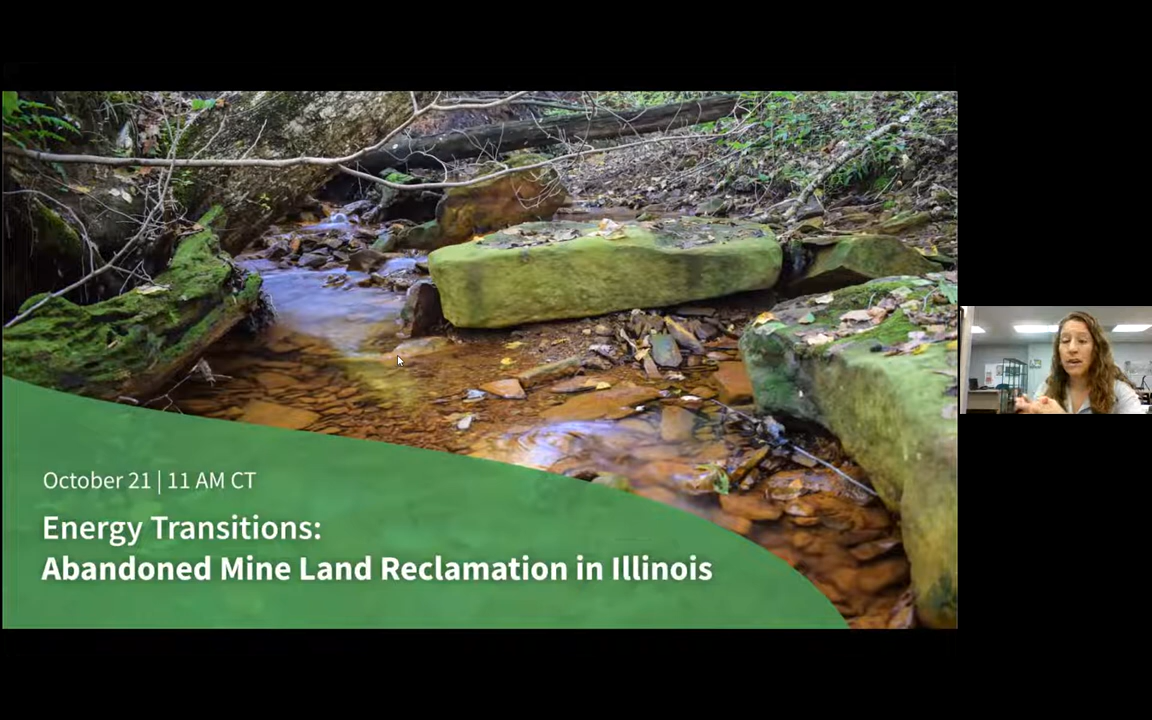 October 21 | 11 AM CT
Energy Transitions:
Abandoned Mine Land Reclamation in Illinois